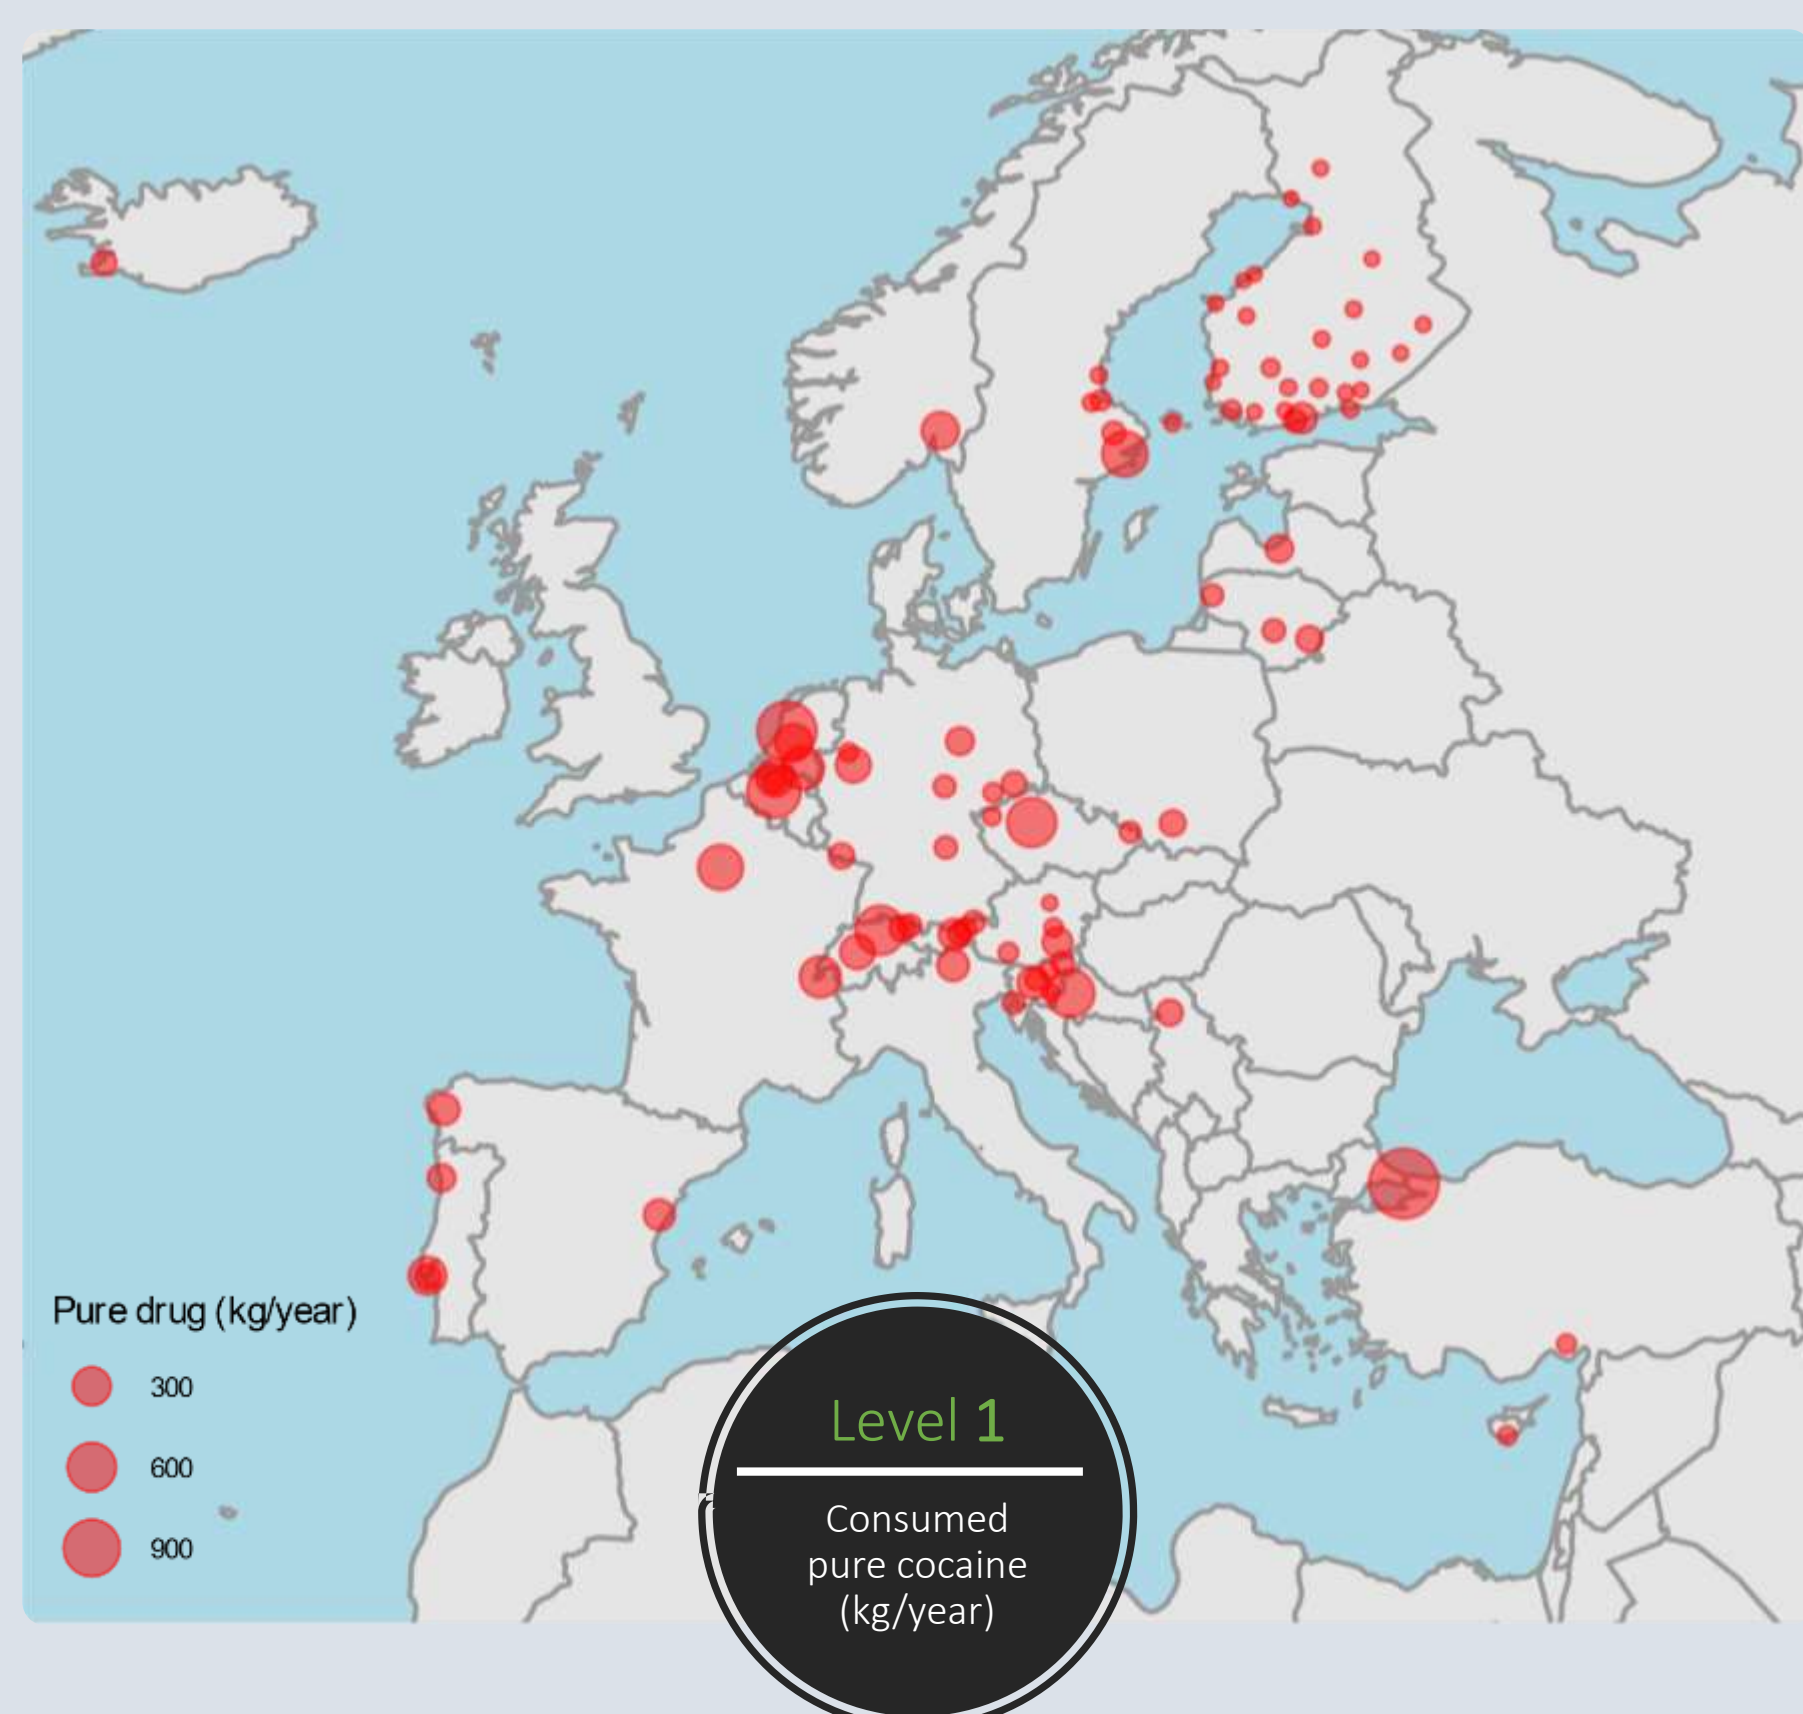 Pure drug (kg/year)
300
600
900
Level 1
Consumed
pure cocaine
(kg/year)